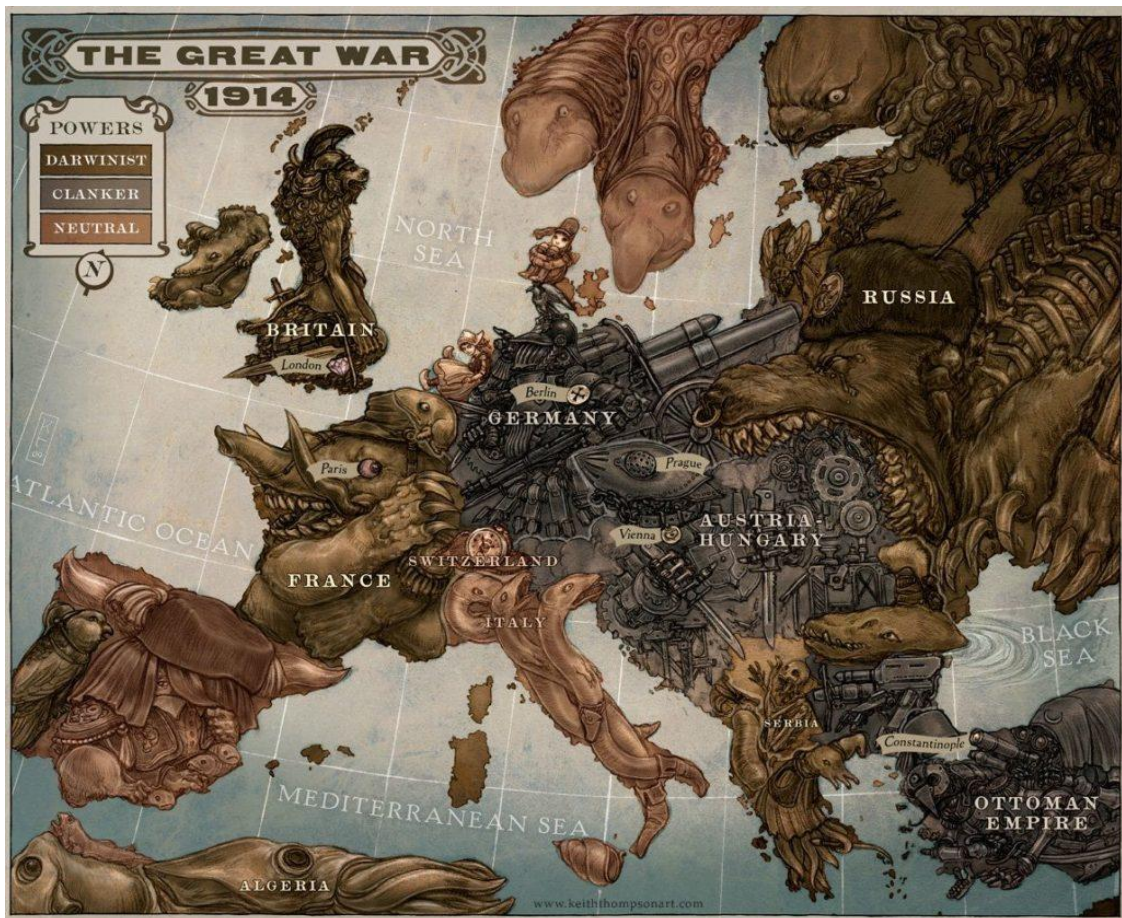 THE GREAT WAR
1914
POWERS
DARWINIST
CLANKER
NEUTRAL
N
NORTH
SEA
RUSSIA
BRITAIN
London
Berlin
GERMANY
Paris
Prague
ATLANTIC OCEAN
Vienna
AUSTRIA-
HUNGARY
SWITZERLAND
FRANCE
ITALY
BLACK
SEA
SERBIA
Constantinople
MEDITERRANEAN SEA
OTTOMAN
EMPIRE
ALGERIA
www.keiththompsonart.com